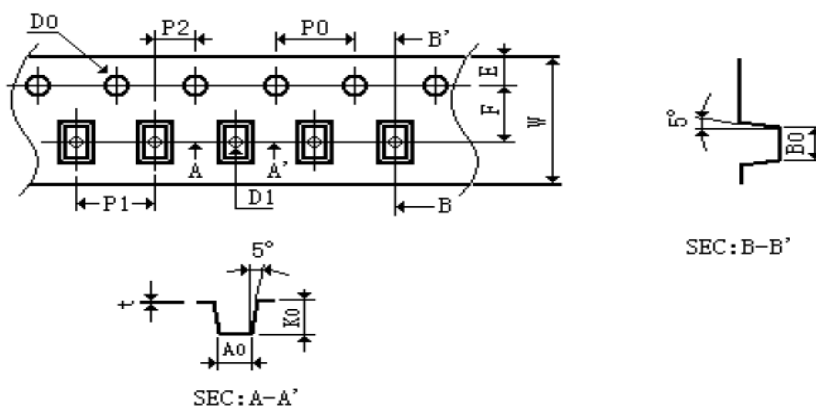 D0
P2
P0
B'
E
F
W
A
A'
P1
D1
B
5°
B0
SEC:B-B'
5°
t
K0
A0
SEC:A-A'